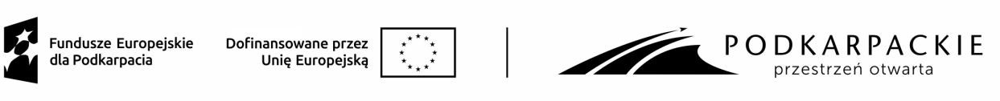 Fundusze Europejskie
dla Podkarpacia
Dofinansowane przez
Unię Europejską
PODKARPACKIE
przestrzeń otwarta